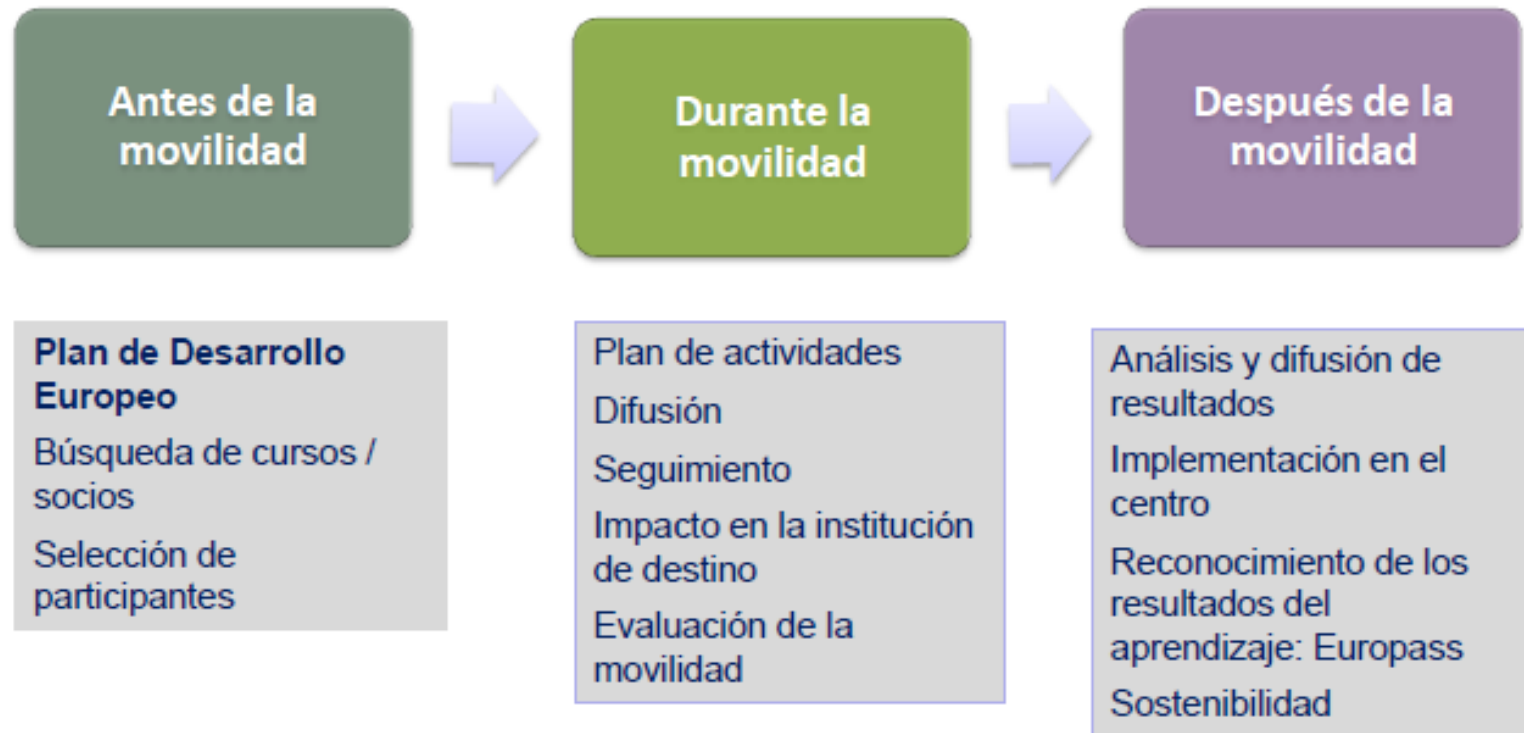 Antes de la
movilidad
Durante la
movilidad
Después de la
movilidad
Plan de Desarrollo
Europeo
Búsqueda de cursos /
socios
Selección de
participantes
Plan de actividades
Difusión
Seguimiento
Impacto en la institución
de destino
Evaluación de la
movilidad
Análisis y difusión de
resultados
Implementación en el
centro
Reconocimiento de los
resultados del
aprendizaje: Europass
Sostenibilidad